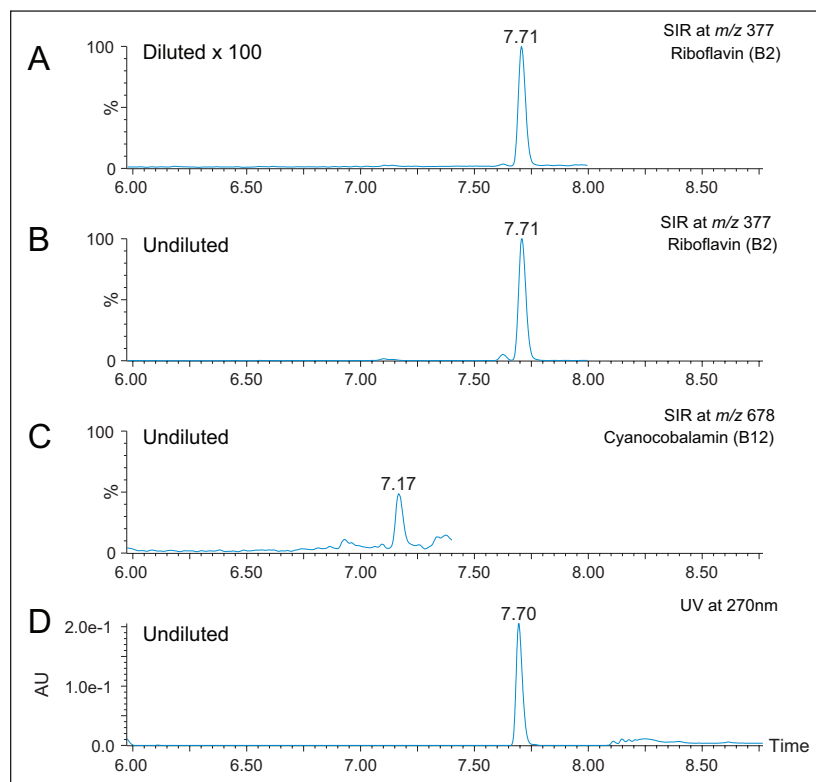 A
Diluted x 100
7.71
SIR at m/z 377
Riboflavin (B2)
100
%
0
6.00 6.50 7.00 7.50 8.00 8.50
B
Undiluted
7.71
SIR at m/z 377
Riboflavin (B2)
100
%
0
6.00 6.50 7.00 7.50 8.00 8.50
C
Undiluted
7.17
SIR at m/z 678
Cyanocobalamin (B12)
100
%
0
6.00 6.50 7.00 7.50 8.00 8.50
D
Undiluted
7.70
UV at 270nm
2.0e-1
AU
1.0e-1
0.0
Time
6.00 6.50 7.00 7.50 8.00 8.50